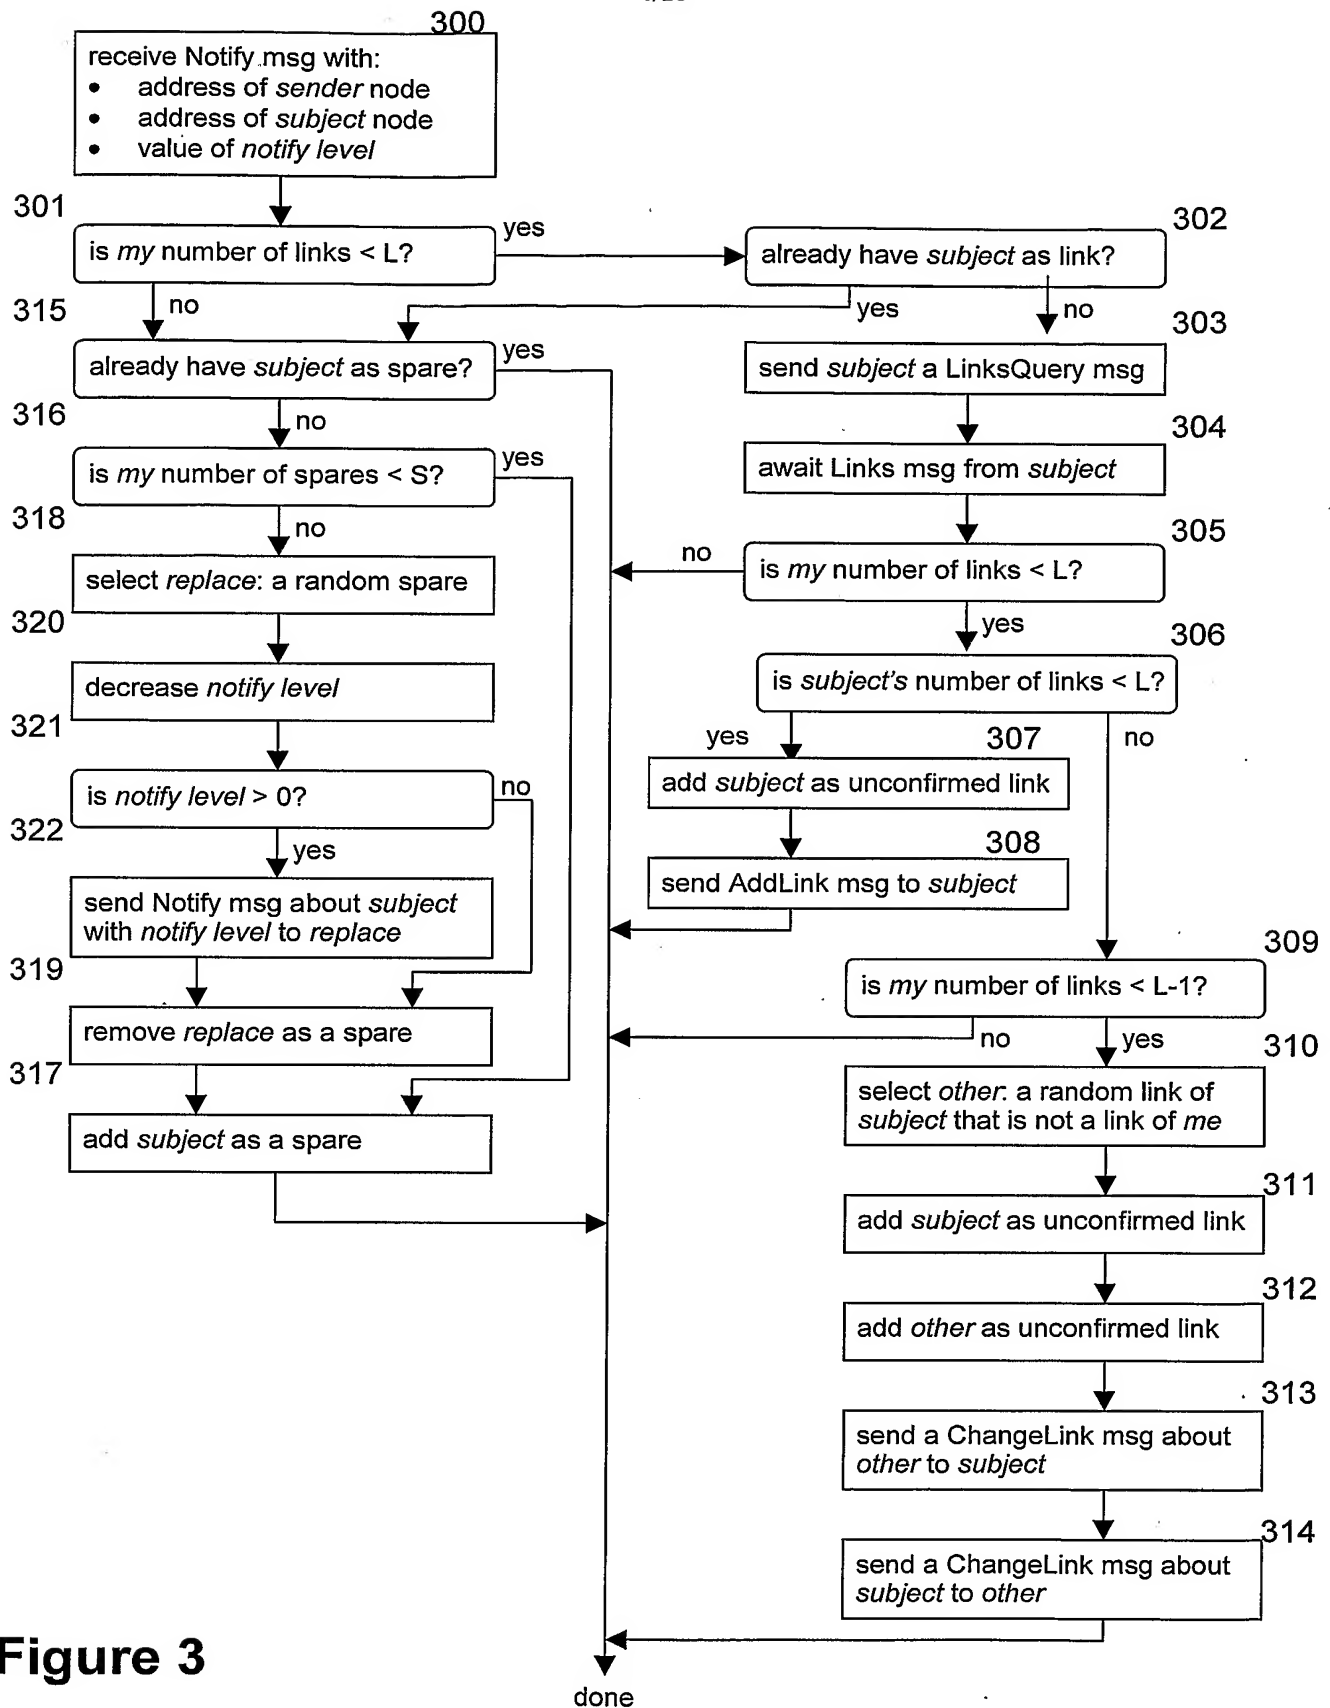 300
receive Notify msg with:
• address of sender node
• address of subject node
• value of notify level
301
is my number of links < L?
yes
no
302
already have subject as link?
yes
no
315
already have subject as spare?
yes
no
303
send subject a LinksQuery msg
316
is my number of spares < S?
yes
no
304
await Links msg from subject
318
select replace: a random spare
305
is my number of links < L?
no
yes
320
decrease notify level
306
is subject's number of links < L?
yes
no
321
is notify level > 0?
no
yes
307
add subject as unconfirmed link
322
send Notify msg about subject
with notify level to replace
308
send AddLink msg to subject
319
remove replace as a spare
309
is my number of links < L-1?
no
yes
317
add subject as a spare
310
select other: a random link of
subject that is not a link of me
311
add subject as unconfirmed link
312
add other as unconfirmed link
313
send a ChangeLink msg about
other to subject
314
send a ChangeLink msg about
subject to other
Figure 3
done